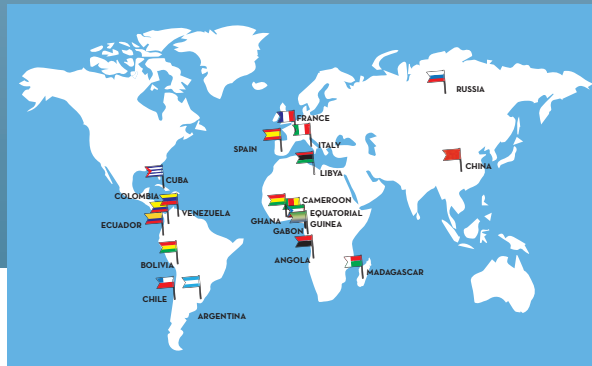 RUSSIA
FRANCE
ITALY
SPAIN
CHINA
LIBYA
CUBA
COLOMBIA
CAMEROON
VENEZUELA
EQUATORIAL
GUINEA
GHANA
ECUADOR
GABON
ANGOLA
BOLIVIA
MADAGASCAR
CHILE
ARGENTINA